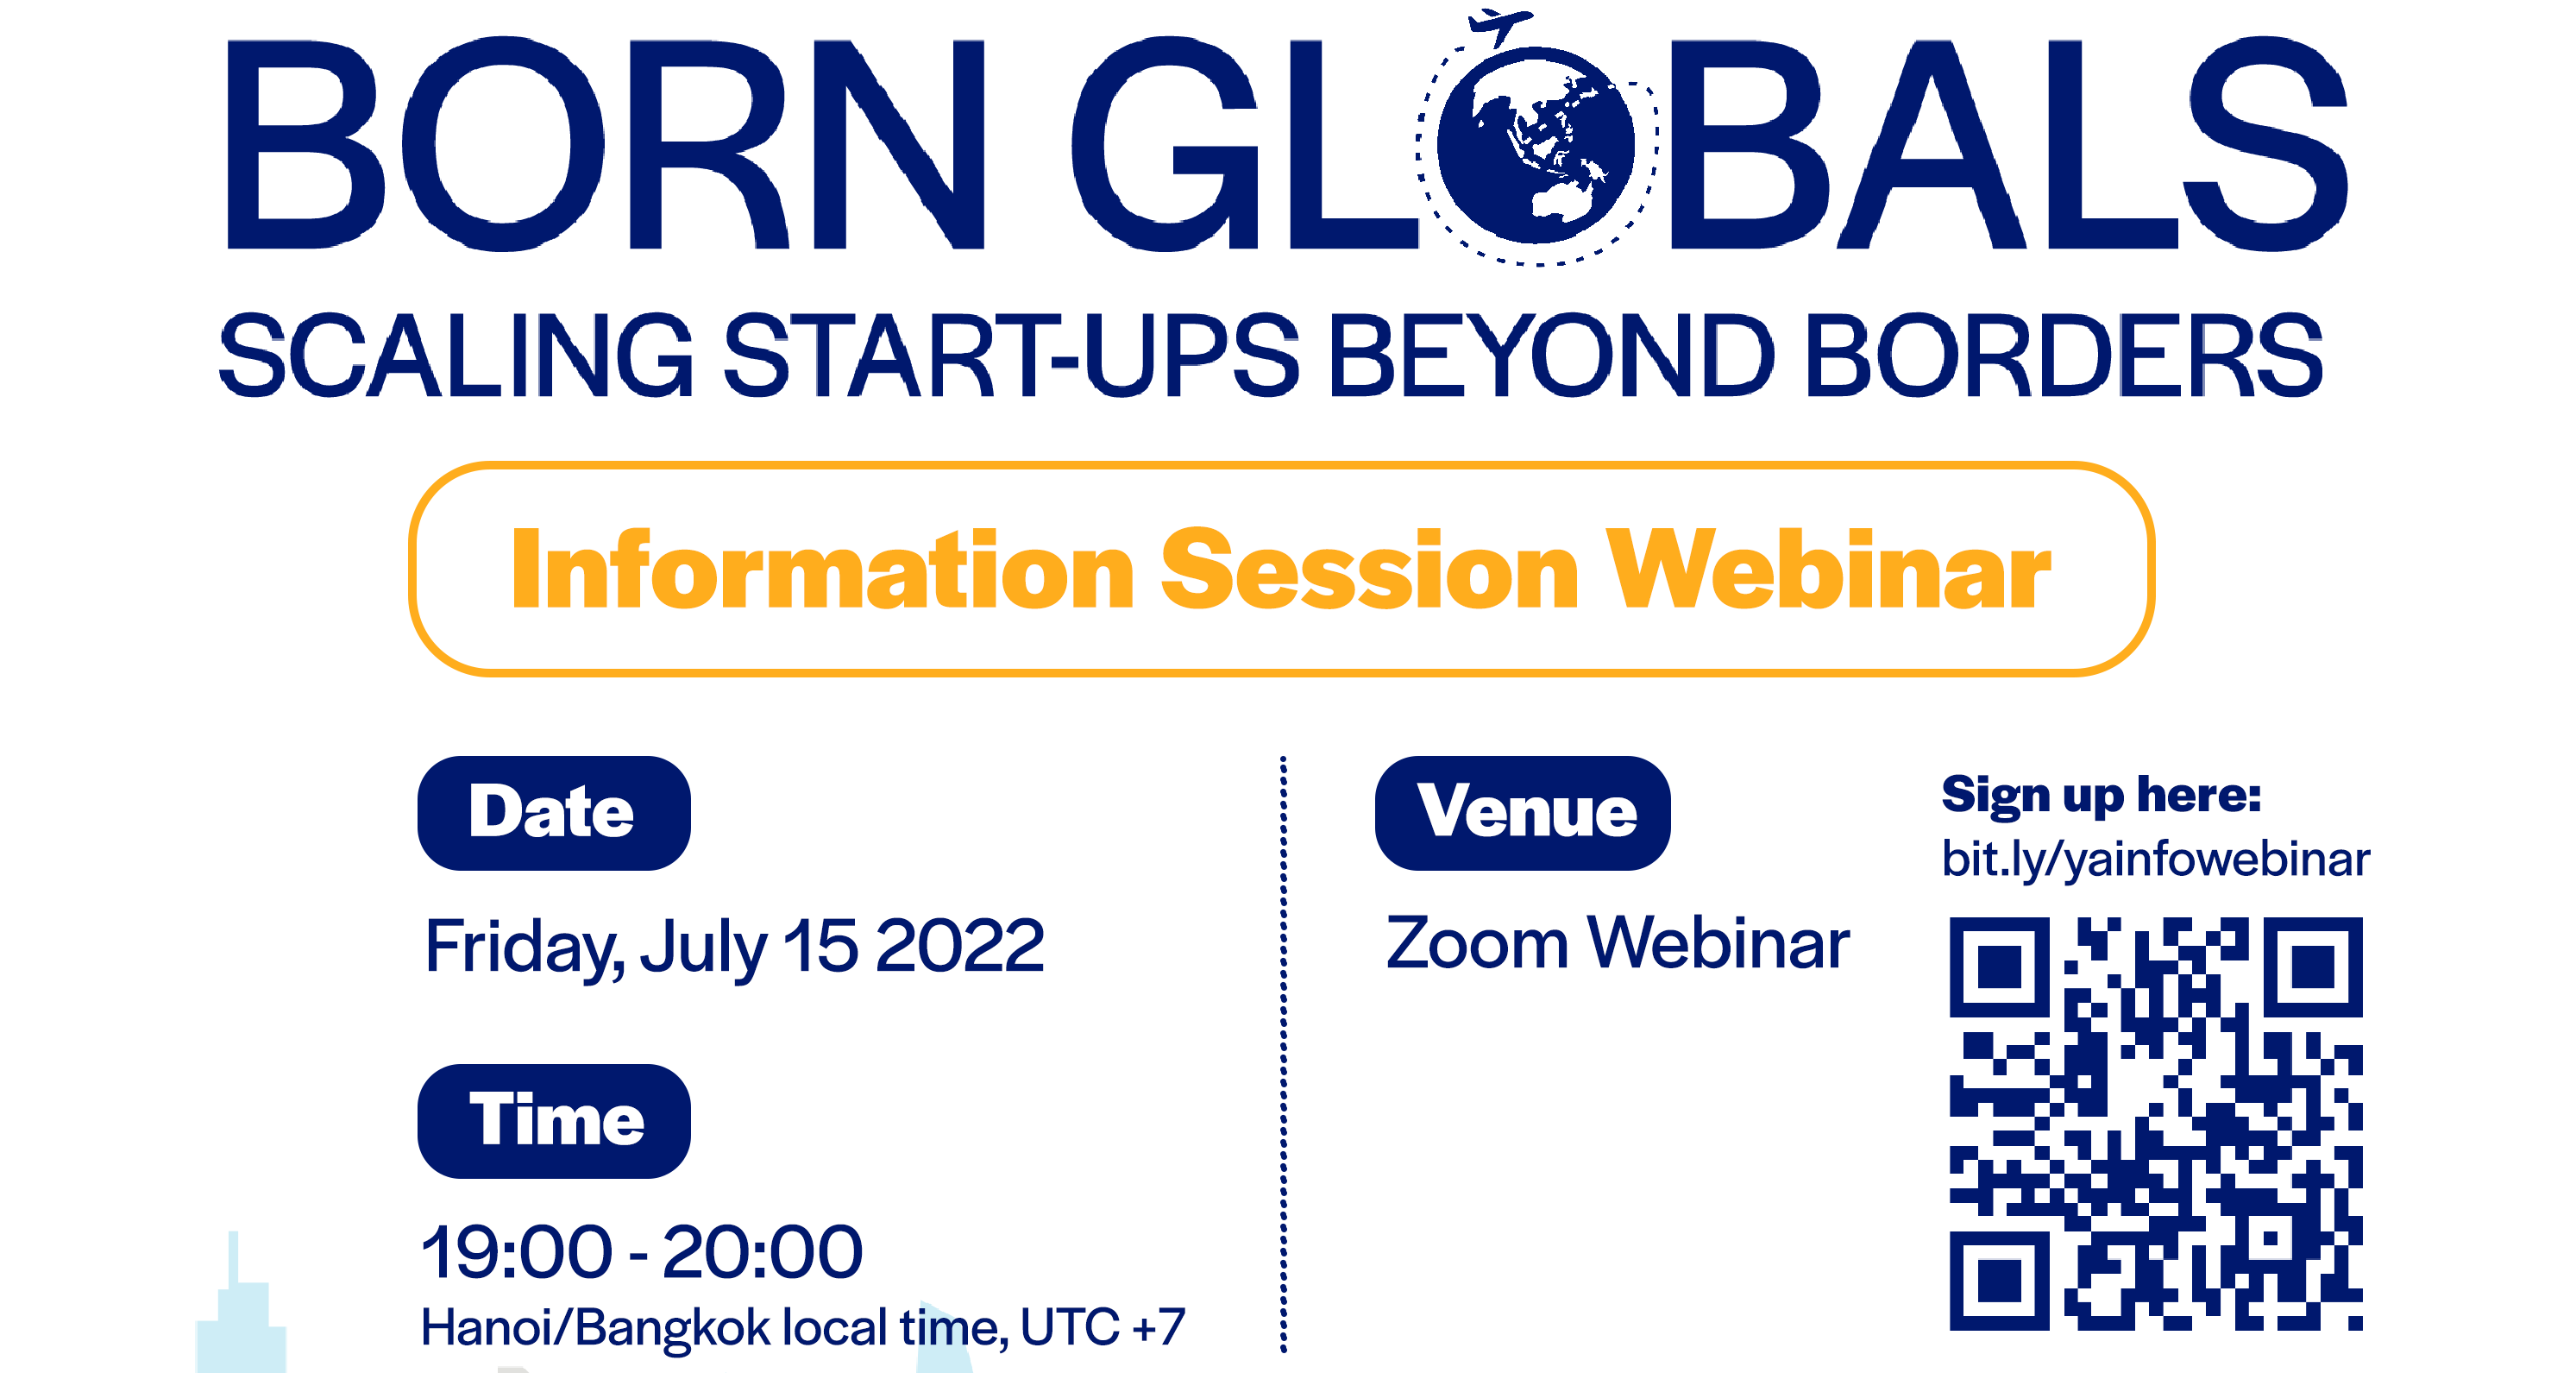 BORN GLOBALS
SCALING START-UPS BEYOND BORDERS
Information Session Webinar
Date
Friday, July 15 2022
Time
19:00 - 20:00
Hanoi/Bangkok local time, UTC +7
Venue
Zoom Webinar
Sign up here:
bit.ly/yainfowebinar